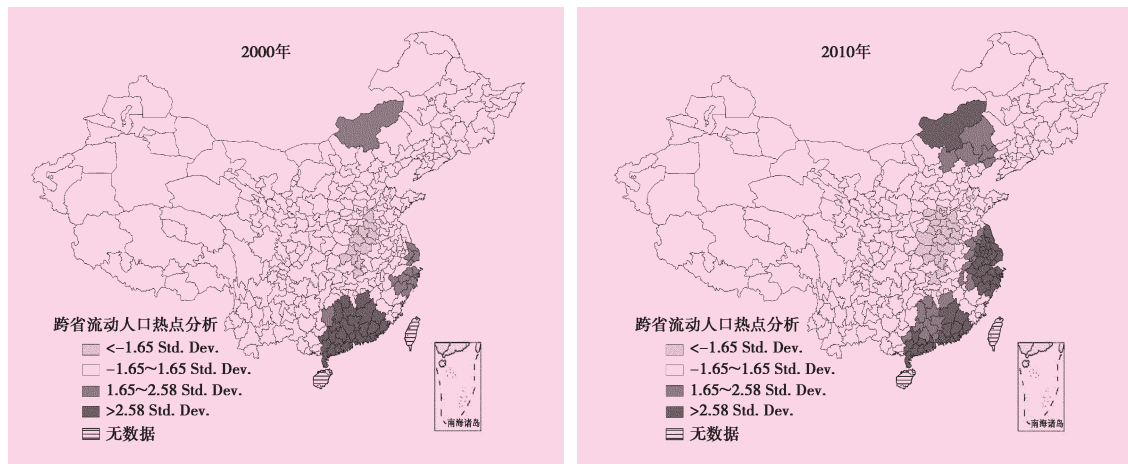 2000年
跨省流动人口热点分析
<-1.65 Std. Dev.
-1.65~1.65 Std. Dev.
1.65~2.58 Std. Dev.
>2.58 Std. Dev.
无数据
南海诸岛
2010年
跨省流动人口热点分析
<-1.65 Std. Dev.
-1.65~1.65 Std. Dev.
1.65~2.58 Std. Dev.
>2.58 Std. Dev.
无数据
南海诸岛